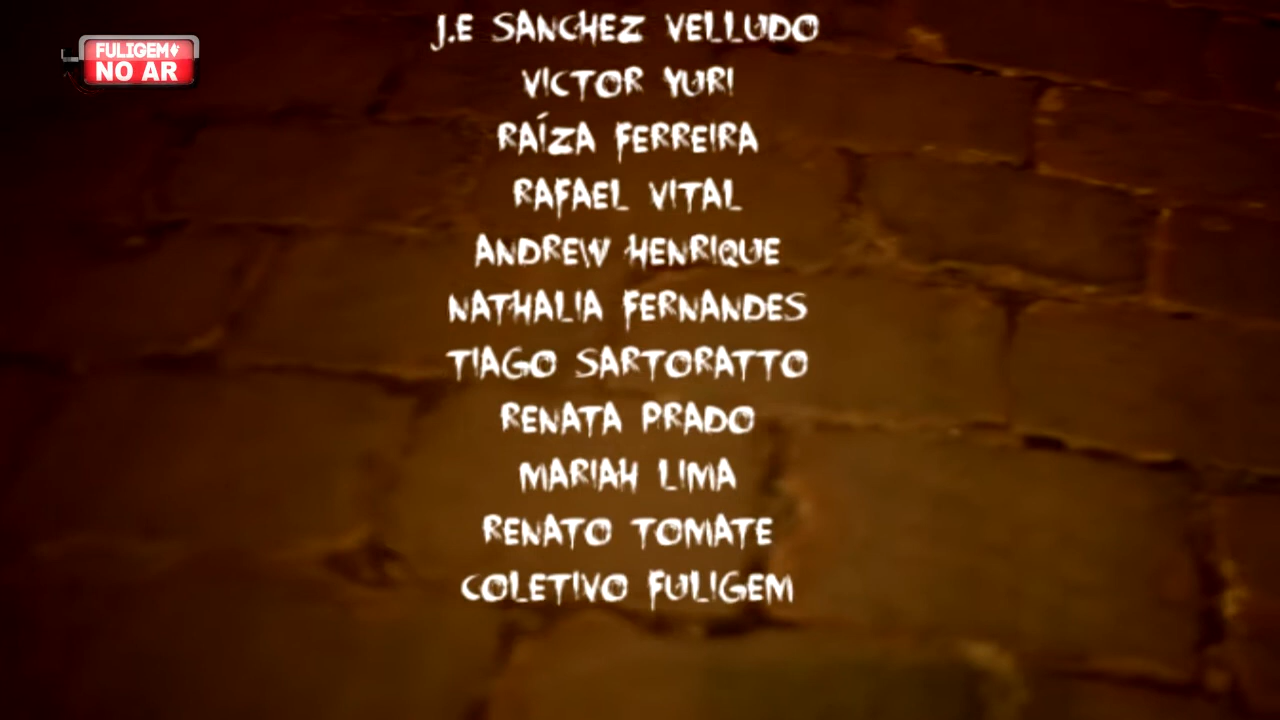 FULIGEM
NO AR
J.E SANCHEZ VELLUDO
VICTOR YURI
RAÍZA FERREIRA
RAFAEL VITAL
ANDREW HENRIQUE
NATHALIA FERNANDES
TIAGO SARTORATTO
RENATA PRADO
MARIAH LIMA
RENATO TOMATE
COLETIVO FULIGEM